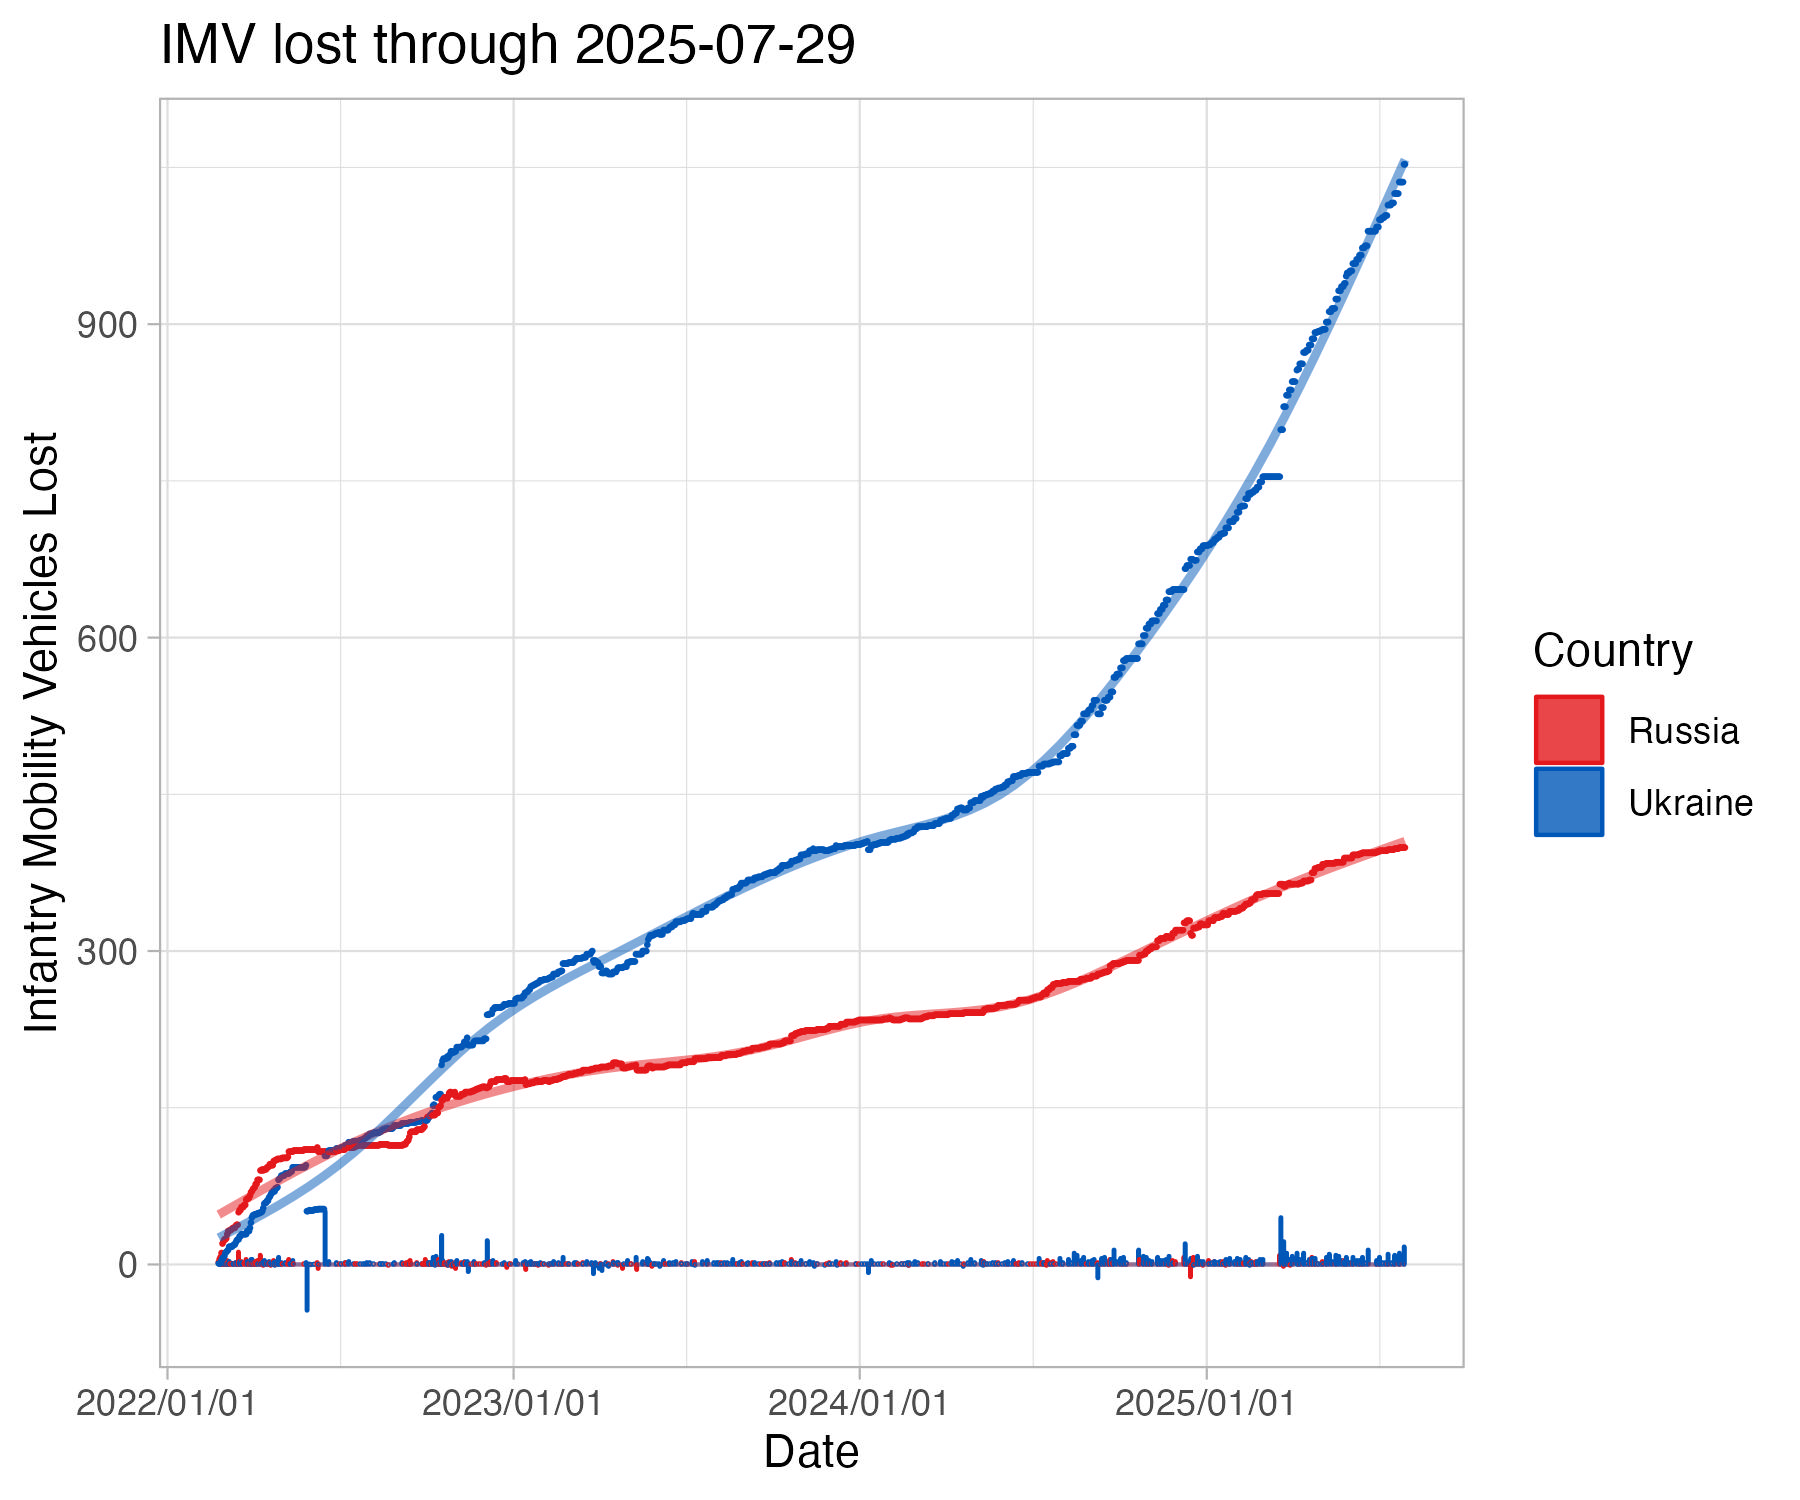 IMV lost through 2025-07-29
Infantry Mobility Vehicles Lost
900
600
300
0
2022/01/01
2023/01/01
2024/01/01
2025/01/01
Date
Country
Russia
Ukraine